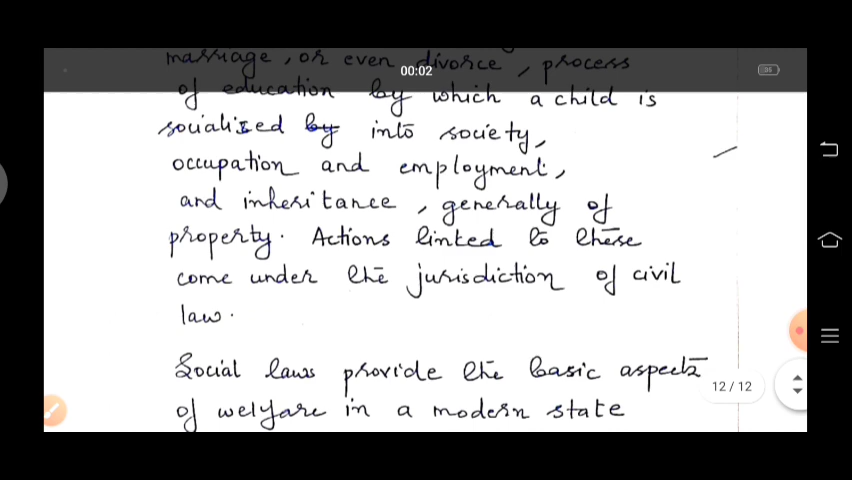 marriage, or even divorce, process
00:02
of education by which a child is
socialized by into society,
occupation and employment,
and inheritance, generally of
property. Actions linked to these
come under the jurisdiction of civil
law.
Social laws provide the basic aspects
12/12
of welfare in a modern state